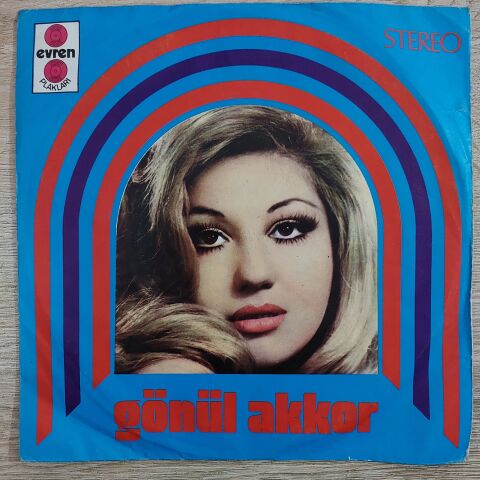 evren
PLAKLARI
STEREO
gönül akkor